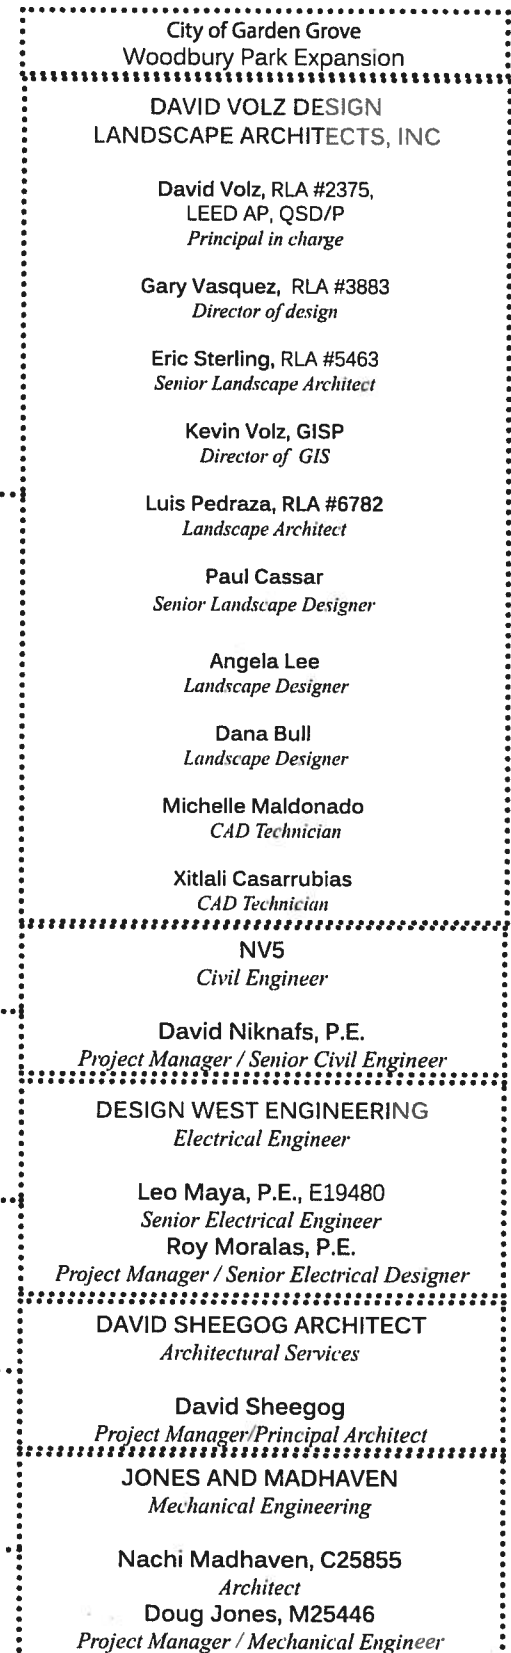 City of Garden Grove
Woodbury Park Expansion
DAVID VOLZ DESIGN
LANDSCAPE ARCHITECTS, INC
David Volz, RLA #2375,
LEED AP, QSD/P
Principal in charge
Gary Vasquez, RLA #3883
Director of design
Eric Sterling, RLA #5463
Senior Landscape Architect
Kevin Volz, GISP
Director of GIS
Luis Pedraza, RLA #6782
Landscape Architect
Paul Cassar
Senior Landscape Designer
Angela Lee
Landscape Designer
Dana Bull
Landscape Designer
Michelle Maldonado
CAD Technician
Xitlali Casarrubias
CAD Technician
NV5
Civil Engineer
David Niknafs, P.E.
Project Manager / Senior Civil Engineer
DESIGN WEST ENGINEERING
Electrical Engineer
Leo Maya, P.E., E19480
Senior Electrical Engineer
Roy Moralas, P.E.
Project Manager / Senior Electrical Designer
DAVID SHEEGOG ARCHITECT
Architectural Services
David Sheegog
Project Manager/Principal Architect
JONES AND MADHAVEN
Mechanical Engineering
Nachi Madhaven, C25855
Architect
Doug Jones, M25446
Project Manager / Mechanical Engineer